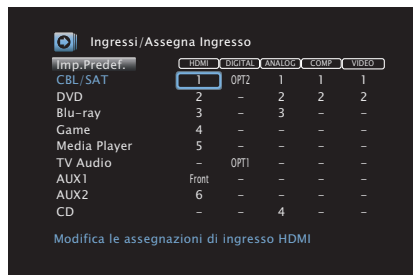 Ingressi/Assegna Ingresso
Imp.Predef. HDMI DIGITAL ANALOG COMP VIDEO
CBL/SAT 1 OPT2 1 1 1
DVD 2 – 2 2 2
Blu-ray 3 – 3 – –
Game 4 – – – –
Media Player 5 – – – –
TV Audio – OPT1 – – –
AUX1 Front – – – –
AUX2 6 – – – –
CD – – 4 – –
Modifica le assegnazioni di ingresso HDMI